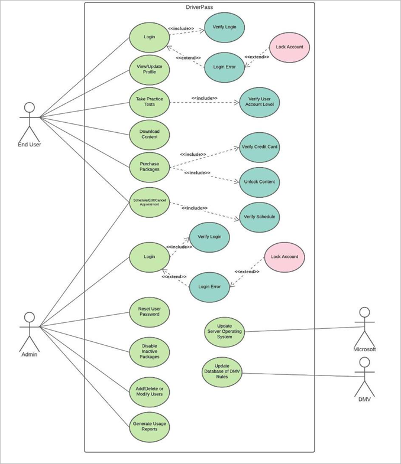 DriverPass
Login
<<include>>
Verify Login
Lock Account
<<extend>>
<<extend>>
Login Error
View/Update
Profile
Take Practice
Tests
<<include>>
Verify User
Account Level
End User
Download
Content
Purchase
Packages
<<include>>
Verify Credit Card
<<include>>
Unlock Content
Schedule/Edit/Cancel
Appointment
<<include>>
Verify Schedule
Verify Login
<<include>>
Login
Lock Account
<<extend>>
<<extend>>
Login Error
Reset User
Password
Update
Server Operating
System
Microsoft
Admin
Disable
Inactive
Packages
Update
Database of DMV
Rules
DMV
Add/Delete or
Modify Users
Generate Usage
Reports